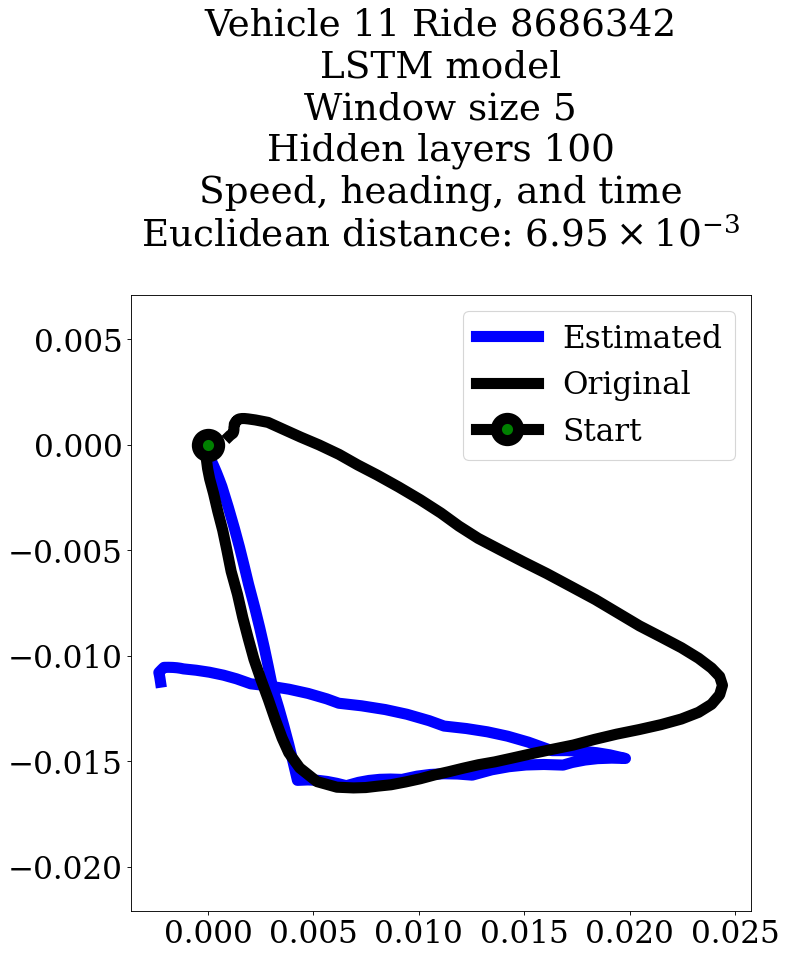 Vehicle 11 Ride 8686342
LSTM model
Window size 5
Hidden layers 100
Speed, heading, and time
Euclidean distance: 6.95 × 10⁻³
Estimated
Original
Start
0.005
0.000
−0.005
−0.010
−0.015
−0.020
0.000 0.005 0.010 0.015 0.020 0.025